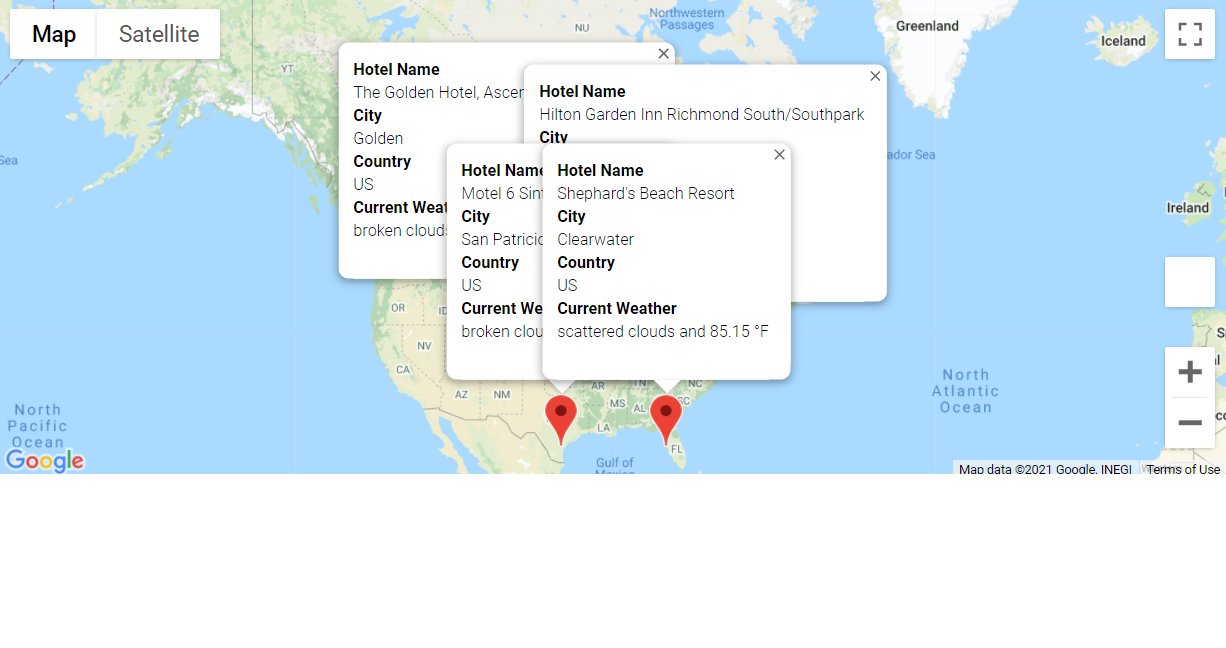 Map Satellite
Northwestern
Passages
NU
Greenland
Iceland
YT
Hotel Name
The Golden Hotel, Ascen
City
Golden
Country
US
Current Weat
broken clouds
Hotel Name
Hilton Garden Inn Richmond South/Southpark
City
Sea
ador Sea
Ireland
Hotel Name
Motel 6 Sint
City
San Patricio
Country
US
Current We
broken clou
Hotel Name
Shephard's Beach Resort
City
Clearwater
Country
US
Current Weather
scattered clouds and 85.15 °F
OR
NV
CA
AZ
NM
AR
TN
NC
SC
MS
AL
LA
FL
North
Atlantic
Ocean
North
Pacific
Ocean
Gulf of
Mexico
Google
Map data ©2021 Google, INEGI Terms of Use